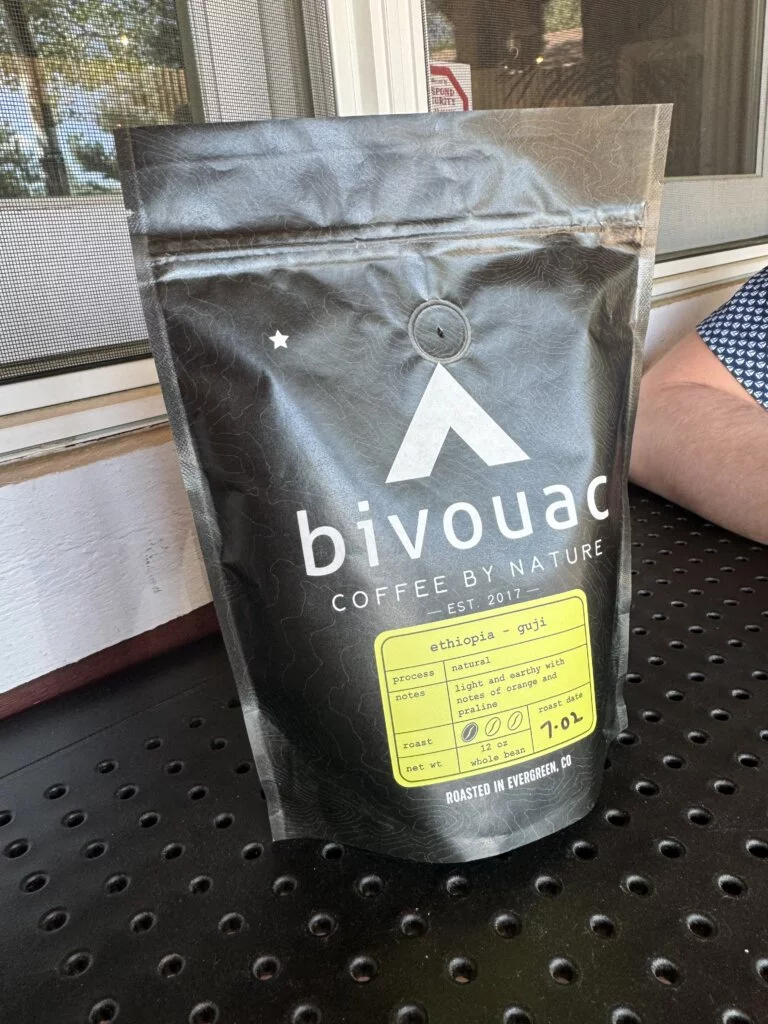 SPOND
bivouac
COFFEE BY NATURE
— EST. 2017 —
ethiopia - guji
process natural
notes light and earthy with
notes of orange and
praline
roast
roast date
7.02
net wt 12 oz
whole bean
ROASTED IN EVERGREEN, CO